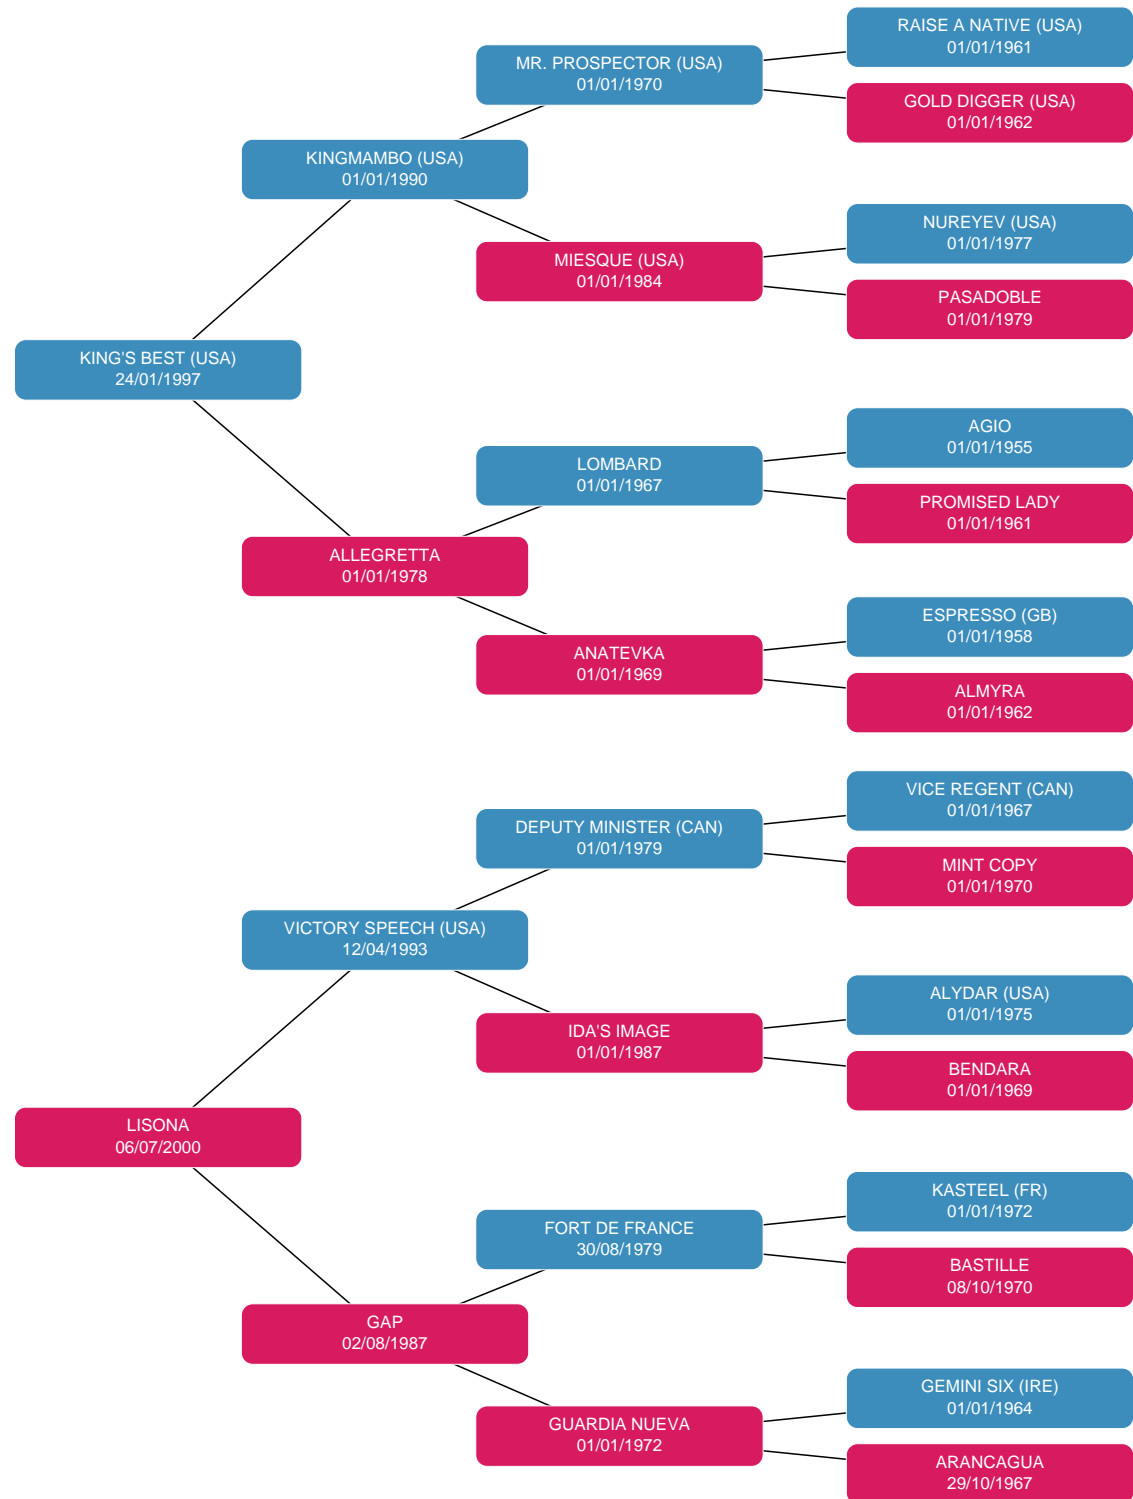 RAISE A NATIVE (USA)
01/01/1961
MR. PROSPECTOR (USA)
01/01/1970
GOLD DIGGER (USA)
01/01/1962
KINGMAMBO (USA)
01/01/1990
NUREYEV (USA)
01/01/1977
MIESQUE (USA)
01/01/1984
PASADOBLE
01/01/1979
KING'S BEST (USA)
24/01/1997
AGIO
01/01/1955
LOMBARD
01/01/1967
PROMISED LADY
01/01/1961
ALLEGRETTA
01/01/1978
ESPRESSO (GB)
01/01/1958
ANATEVKA
01/01/1969
ALMYRA
01/01/1962
VICE REGENT (CAN)
01/01/1967
DEPUTY MINISTER (CAN)
01/01/1979
MINT COPY
01/01/1970
VICTORY SPEECH (USA)
12/04/1993
ALYDAR (USA)
01/01/1975
IDA'S IMAGE
01/01/1987
BENDARA
01/01/1969
LISONA
06/07/2000
KASTEEL (FR)
01/01/1972
FORT DE FRANCE
30/08/1979
BASTILLE
08/10/1970
GAP
02/08/1987
GEMINI SIX (IRE)
01/01/1964
GUARDIA NUEVA
01/01/1972
ARANCAGUA
29/10/1967